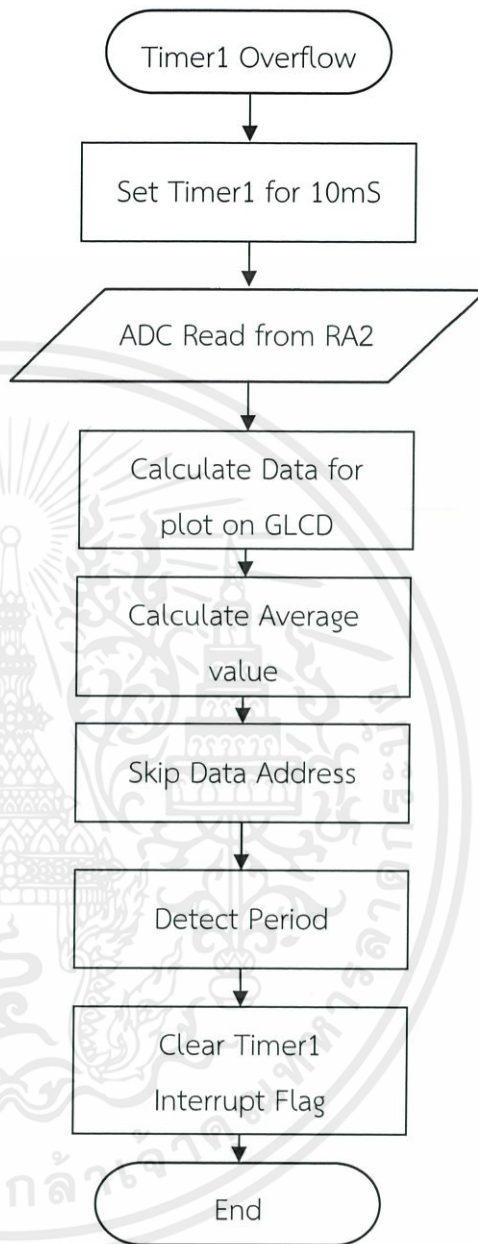 Timer1 Overflow
Set Timer1 for 10mS
ADC Read from RA2
Calculate Data for
plot on GLCD
Calculate Average
value
Skip Data Address
Detect Period
Clear Timer1
Interrupt Flag
End